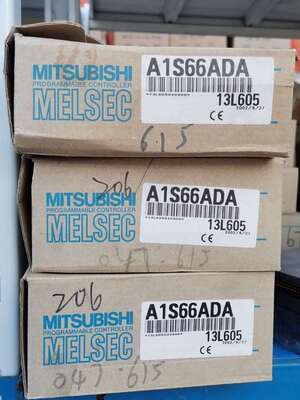 MITSUBISHI
PROGRAMMABLE CONTROLLER
MELSEC
A1S66ADA
13L605
CE
6.15
206
MITSUBISHI
PROGRAMMABLE CONTROLLER
MELSEC
A1S66ADA
13L605
CE
047.615
206
MITSUBISHI
PROGRAMMABLE CONTROLLER
MELSEC
A1S66ADA
13L605
CE
047.615